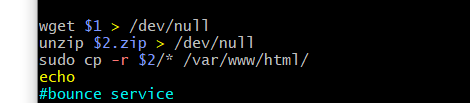 wget $1 > /dev/null
unzip $2.zip > /dev/null
sudo cp -r $2/* /var/www/html/
echo
#bounce service